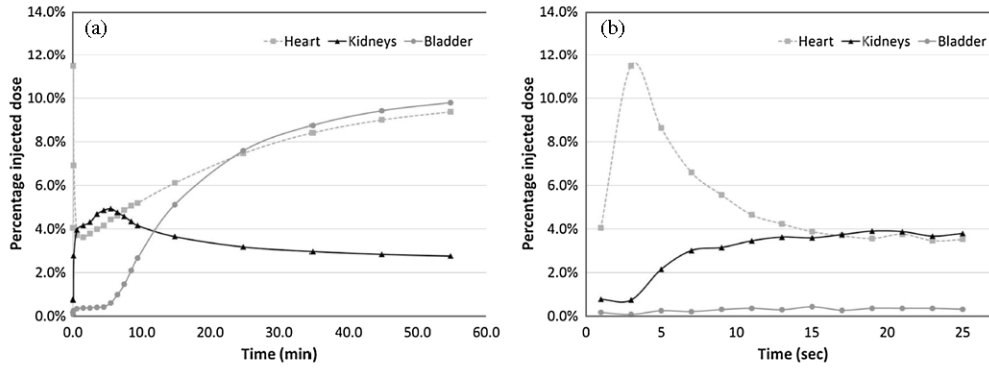 (a)
Heart Kidneys Bladder
Percentage injected dose
14.0%
12.0%
10.0%
8.0%
6.0%
4.0%
2.0%
0.0%
0.0 10.0 20.0 30.0 40.0 50.0 60.0
Time (min)
(b)
Heart Kidneys Bladder
Percentage injected dose
14.0%
12.0%
10.0%
8.0%
6.0%
4.0%
2.0%
0.0%
0 5 10 15 20 25
Time (sec)